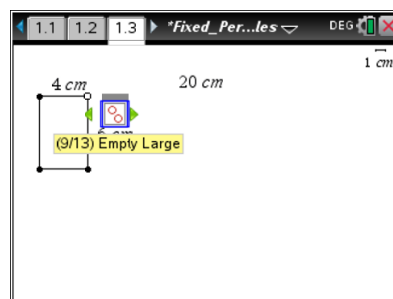 1.1 1.2 1.3 *Fixed_Per...les DEG
1 cm
4 cm 20 cm
cm
(9/13) Empty Large